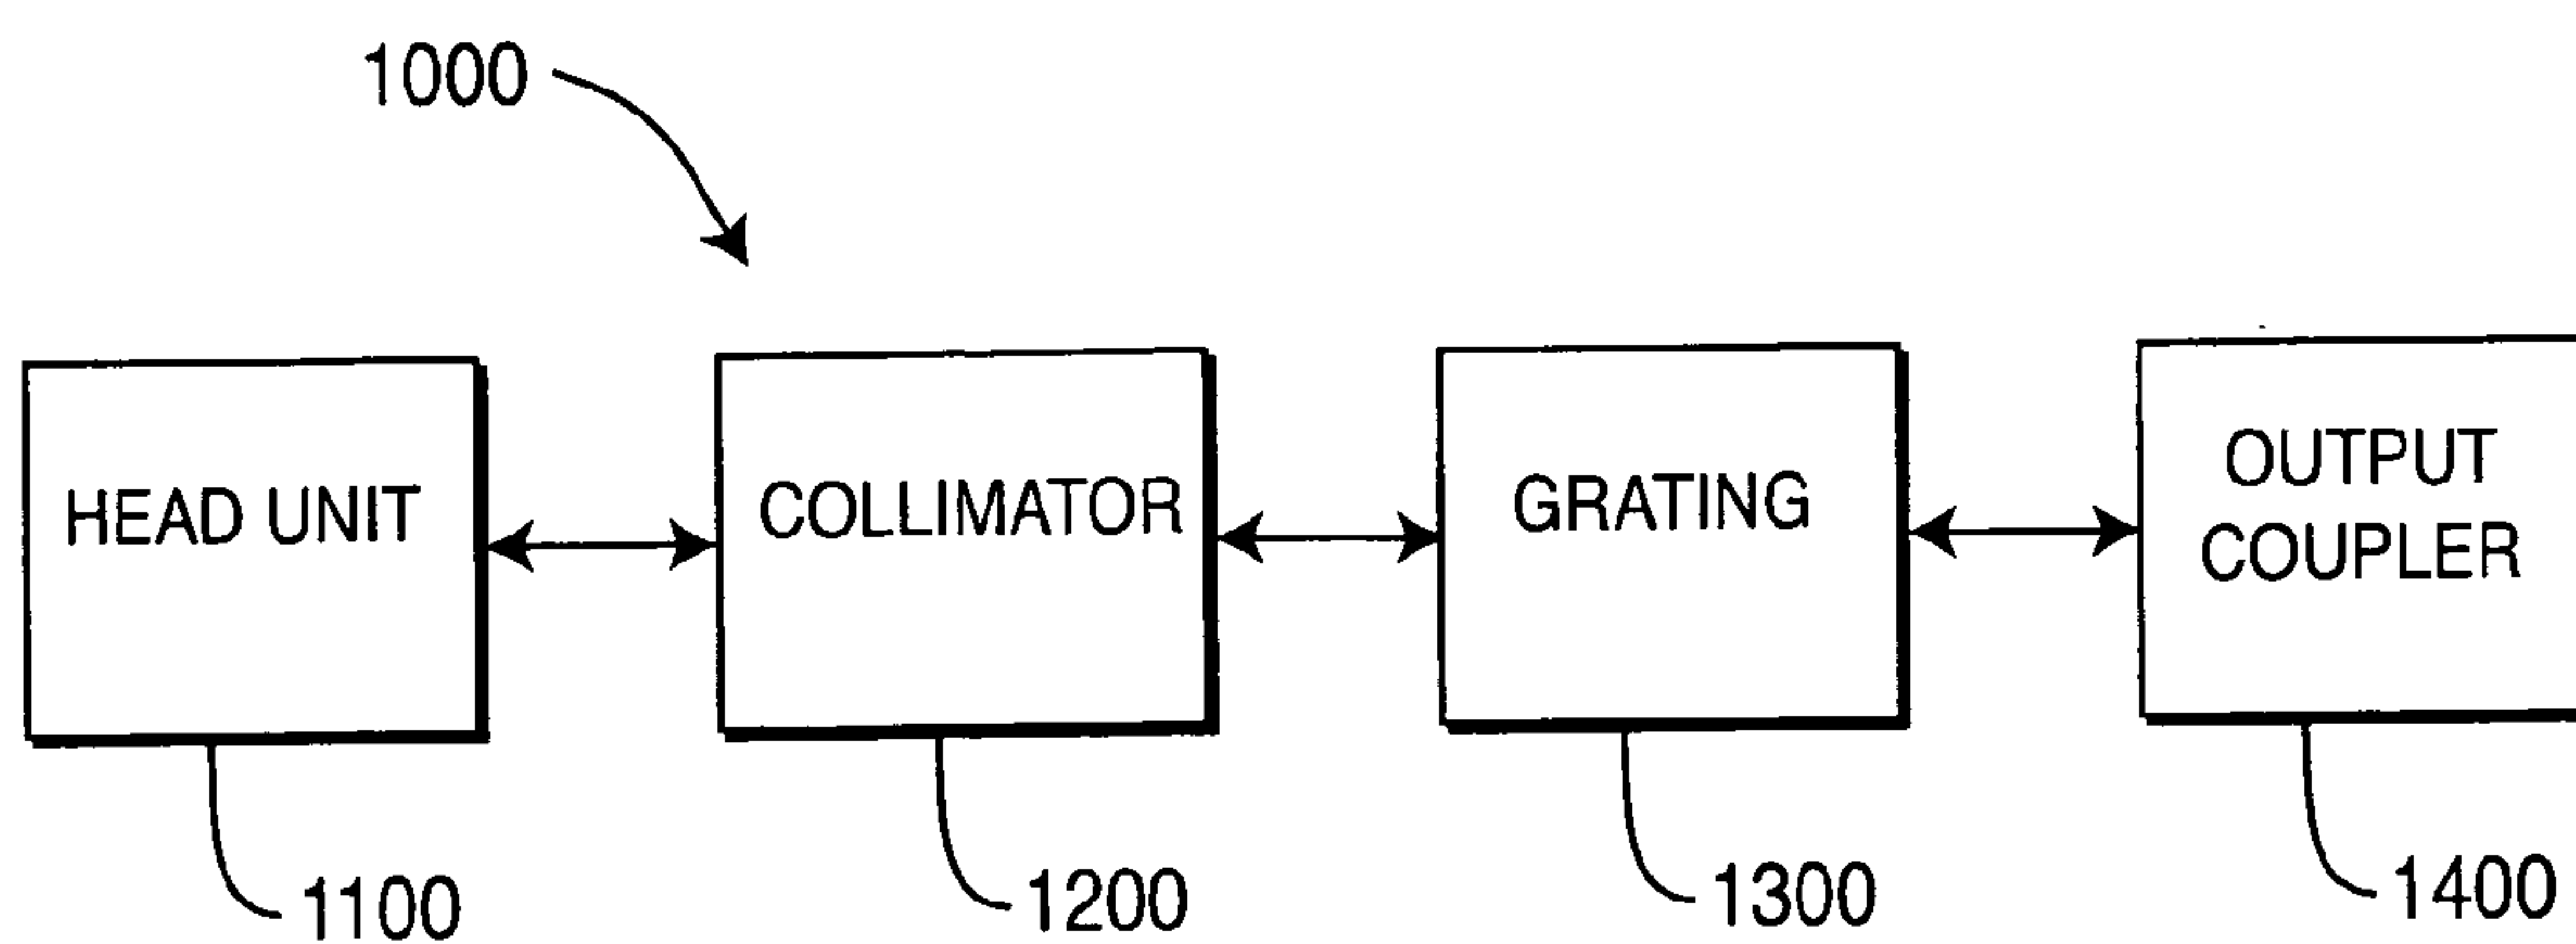 1000
HEAD UNIT
COLLIMATOR
GRATING
OUTPUT
COUPLER
1100
1200
1300
1400